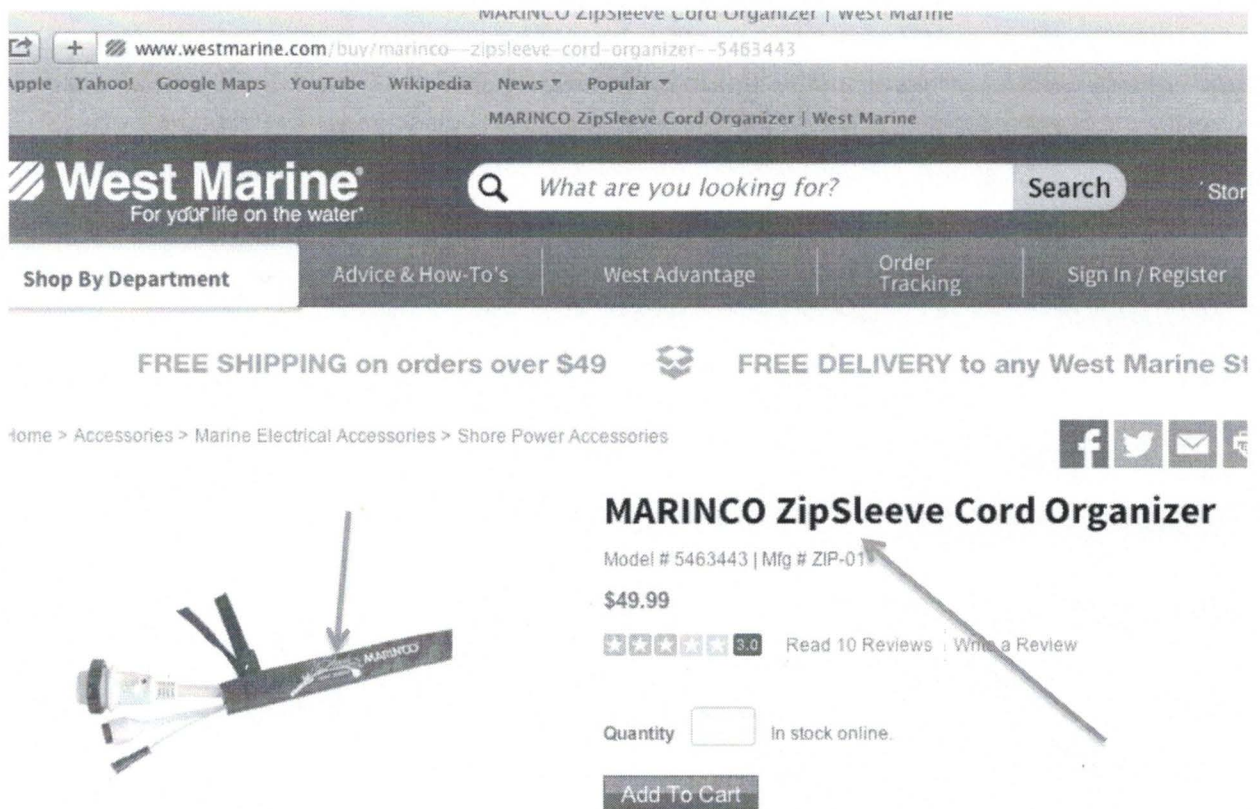 MARINCO ZipSleeve Cord Organizer | West Marine
+ www.westmarine.com/buy/marinco--zipsleeve-cord-organizer--5463443
Apple Yahoo! Google Maps YouTube Wikipedia News Popular
MARINCO ZipSleeve Cord Organizer | West Marine
West Marine®
For your life on the water®
What are you looking for?
Search
Stor
Shop By Department
Advice & How-To's
West Advantage
Order
Tracking
Sign In / Register
FREE SHIPPING on orders over $49
FREE DELIVERY to any West Marine St
Home > Accessories > Marine Electrical Accessories > Shore Power Accessories
MARINCO ZipSleeve Cord Organizer
Model # 5463443 | Mfg # ZIP-01
$49.99
3.0 Read 10 Reviews Write a Review
MARINCO
Quantity In stock online.
Add To Cart